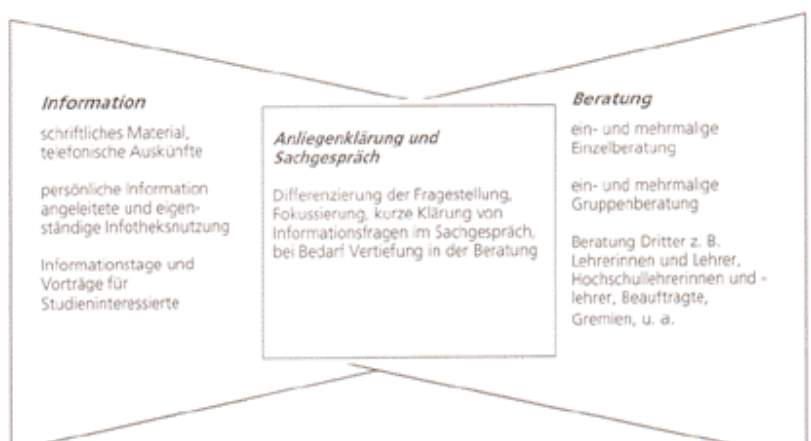 Information
schriftliches Material,
telefonische Auskünfte
persönliche Information
angeleitete und eigen-
ständige Infotheksnutzung
Informationstage und
Vorträge für
Studieninteressierte
Anliegenklärung und
Sachgespräch
Differenzierung der Fragestellung,
Fokussierung, kurze Klärung von
Informationsfragen im Sachgespräch,
bei Bedarf Vertiefung in der Beratung
Beratung
ein- und mehrmalige
Einzelberatung
ein- und mehrmalige
Gruppenberatung
Beratung Dritter z. B.
Lehrerinnen und Lehrer,
Hochschullehrerinnen und -
lehrer, Beauftragte,
Gremien, u. a.